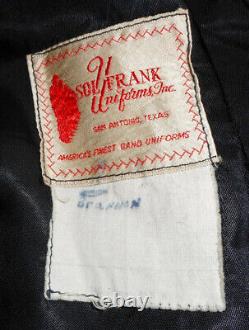 SOL FRANK
Uniforms, Inc.
SAN ANTONIO, TEXAS
AMERICA'S FINEST BAND UNIFORMS